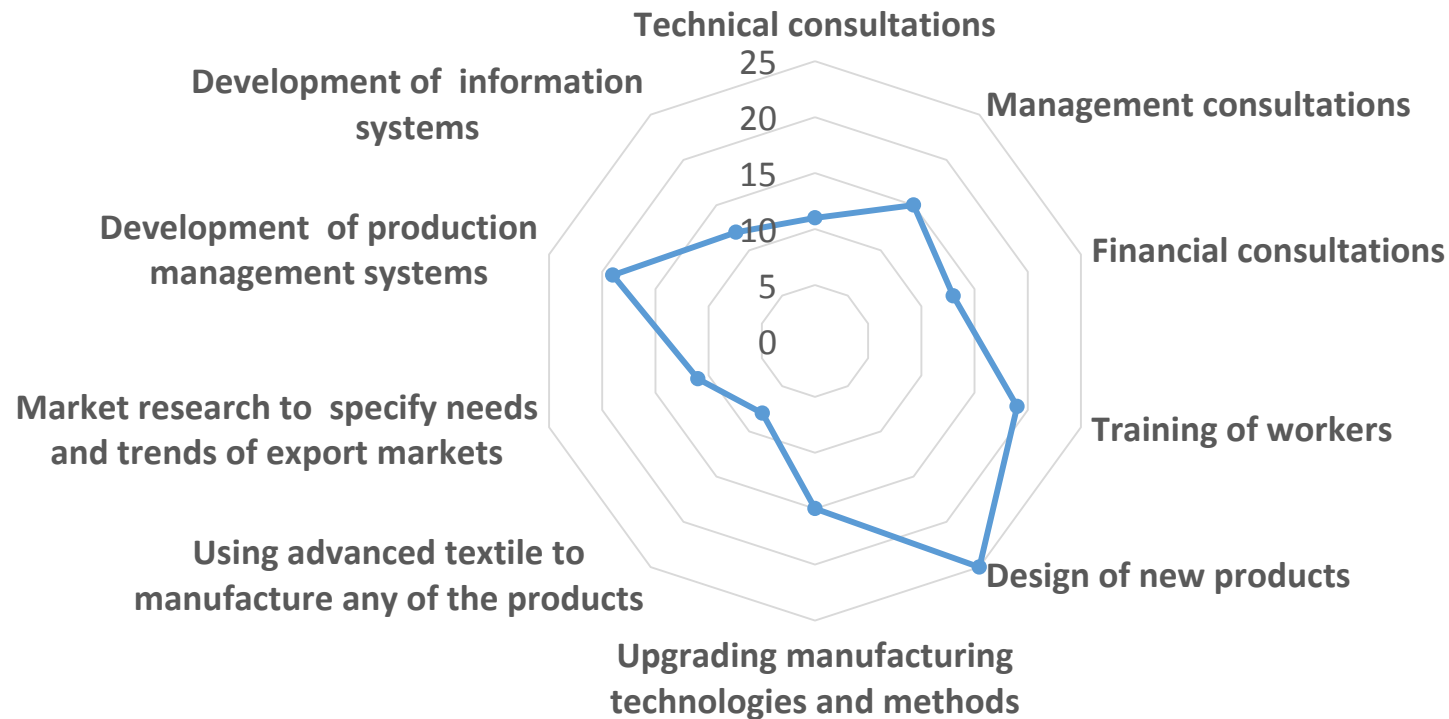 Technical consultations
25
20
15
10
5
0
Management consultations
Financial consultations
Training of workers
Design of new products
Upgrading manufacturing
technologies and methods
Using advanced textile to
manufacture any of the products
Market research to  specify needs
and trends of export markets
Development  of production
management systems
Development of  information
systems